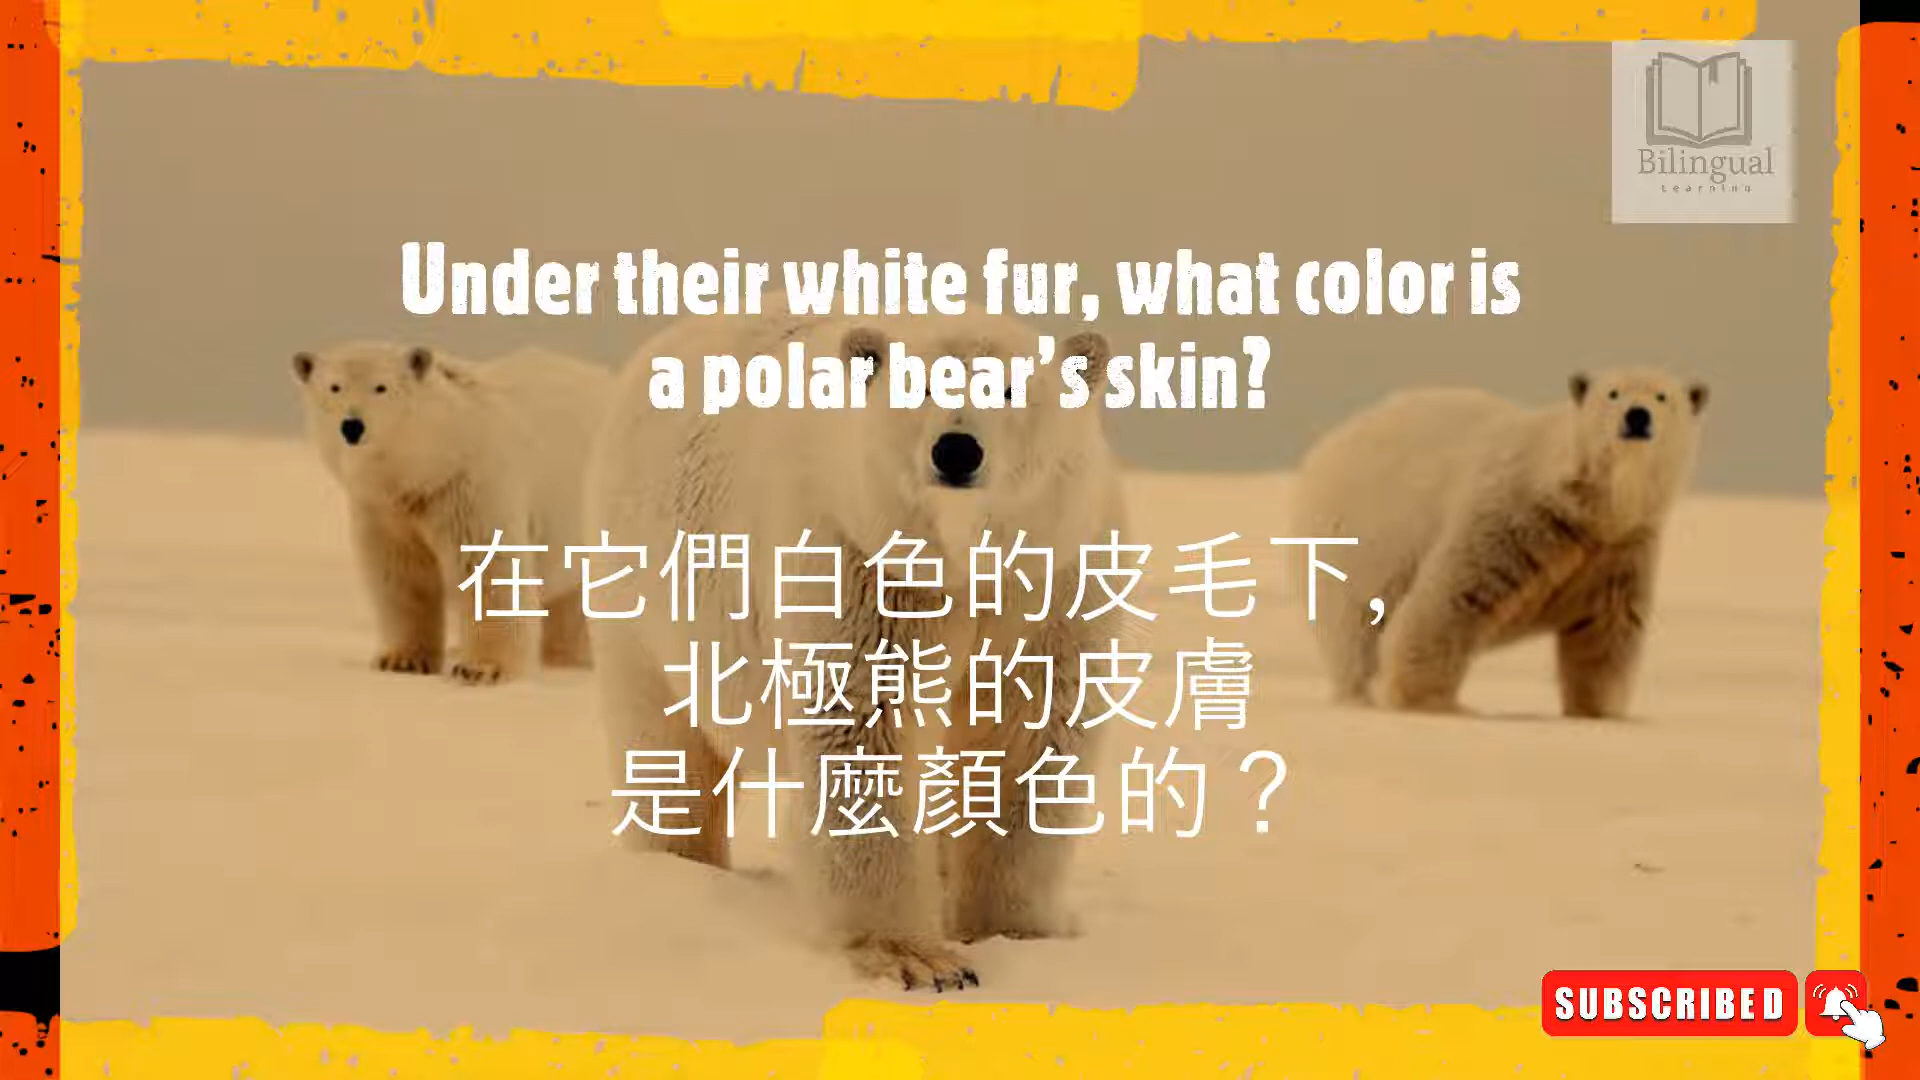 Bilingual
Learning
Under their white fur, what color is
a polar bear's skin?
在它們白色的皮毛下,
北極熊的皮膚
是什麼顏色的？
SUBSCRIBED